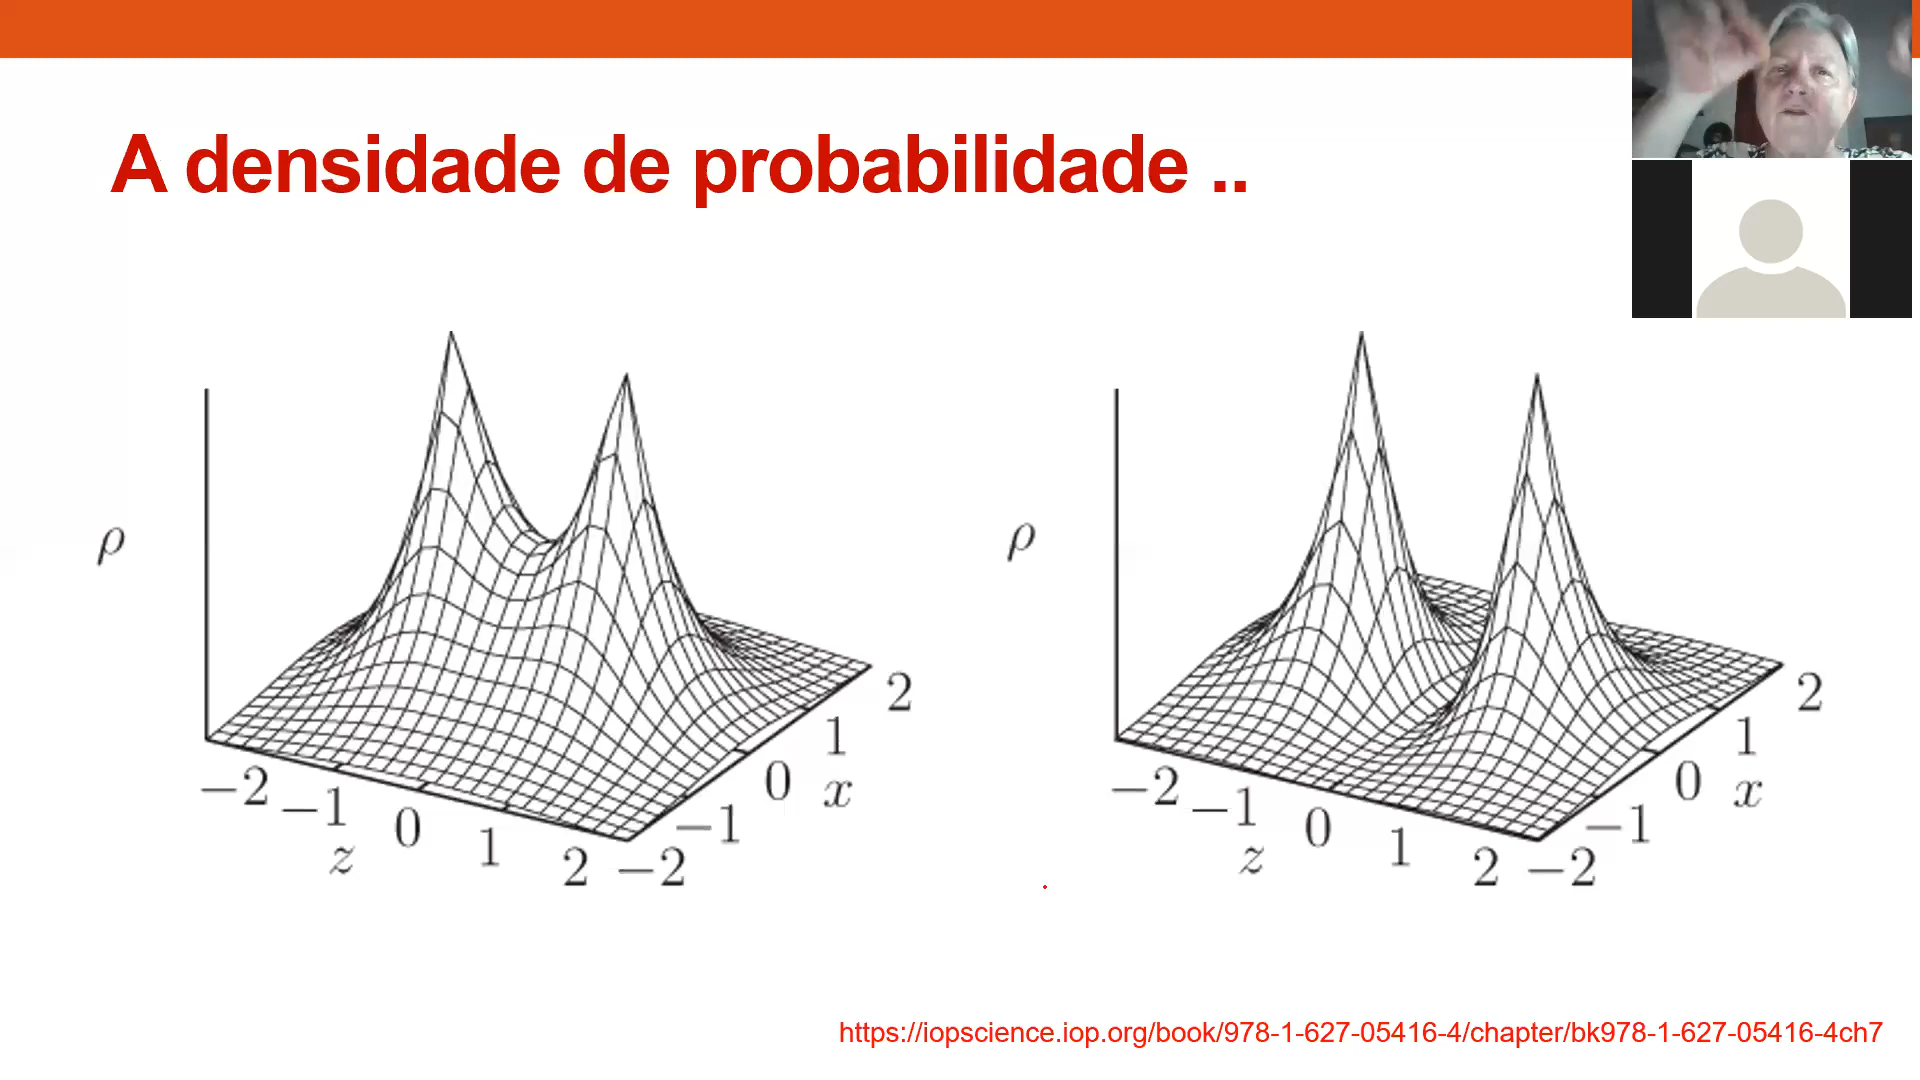 A densidade de probabilidade ..
ρ
−2
−1
0
1
2
z
−2
−1
0
1
2
x
ρ
−2
−1
0
1
2
z
−2
−1
0
1
2
x
https://iopscience.iop.org/book/978-1-627-05416-4/chapter/bk978-1-627-05416-4ch7